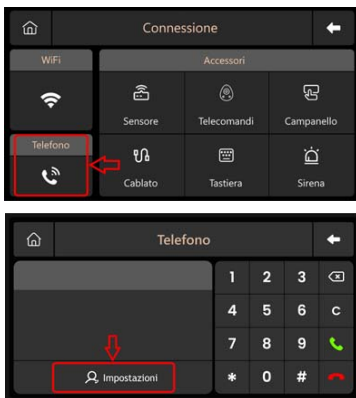 Connessione
WiFi
Accessori
Sensore
Telecomandi
Campanello
Telefono
Cablato
Tastiera
Sirena
Telefono
1 2 3
4 5 6 C
7 8 9
Impostazioni
* 0 #